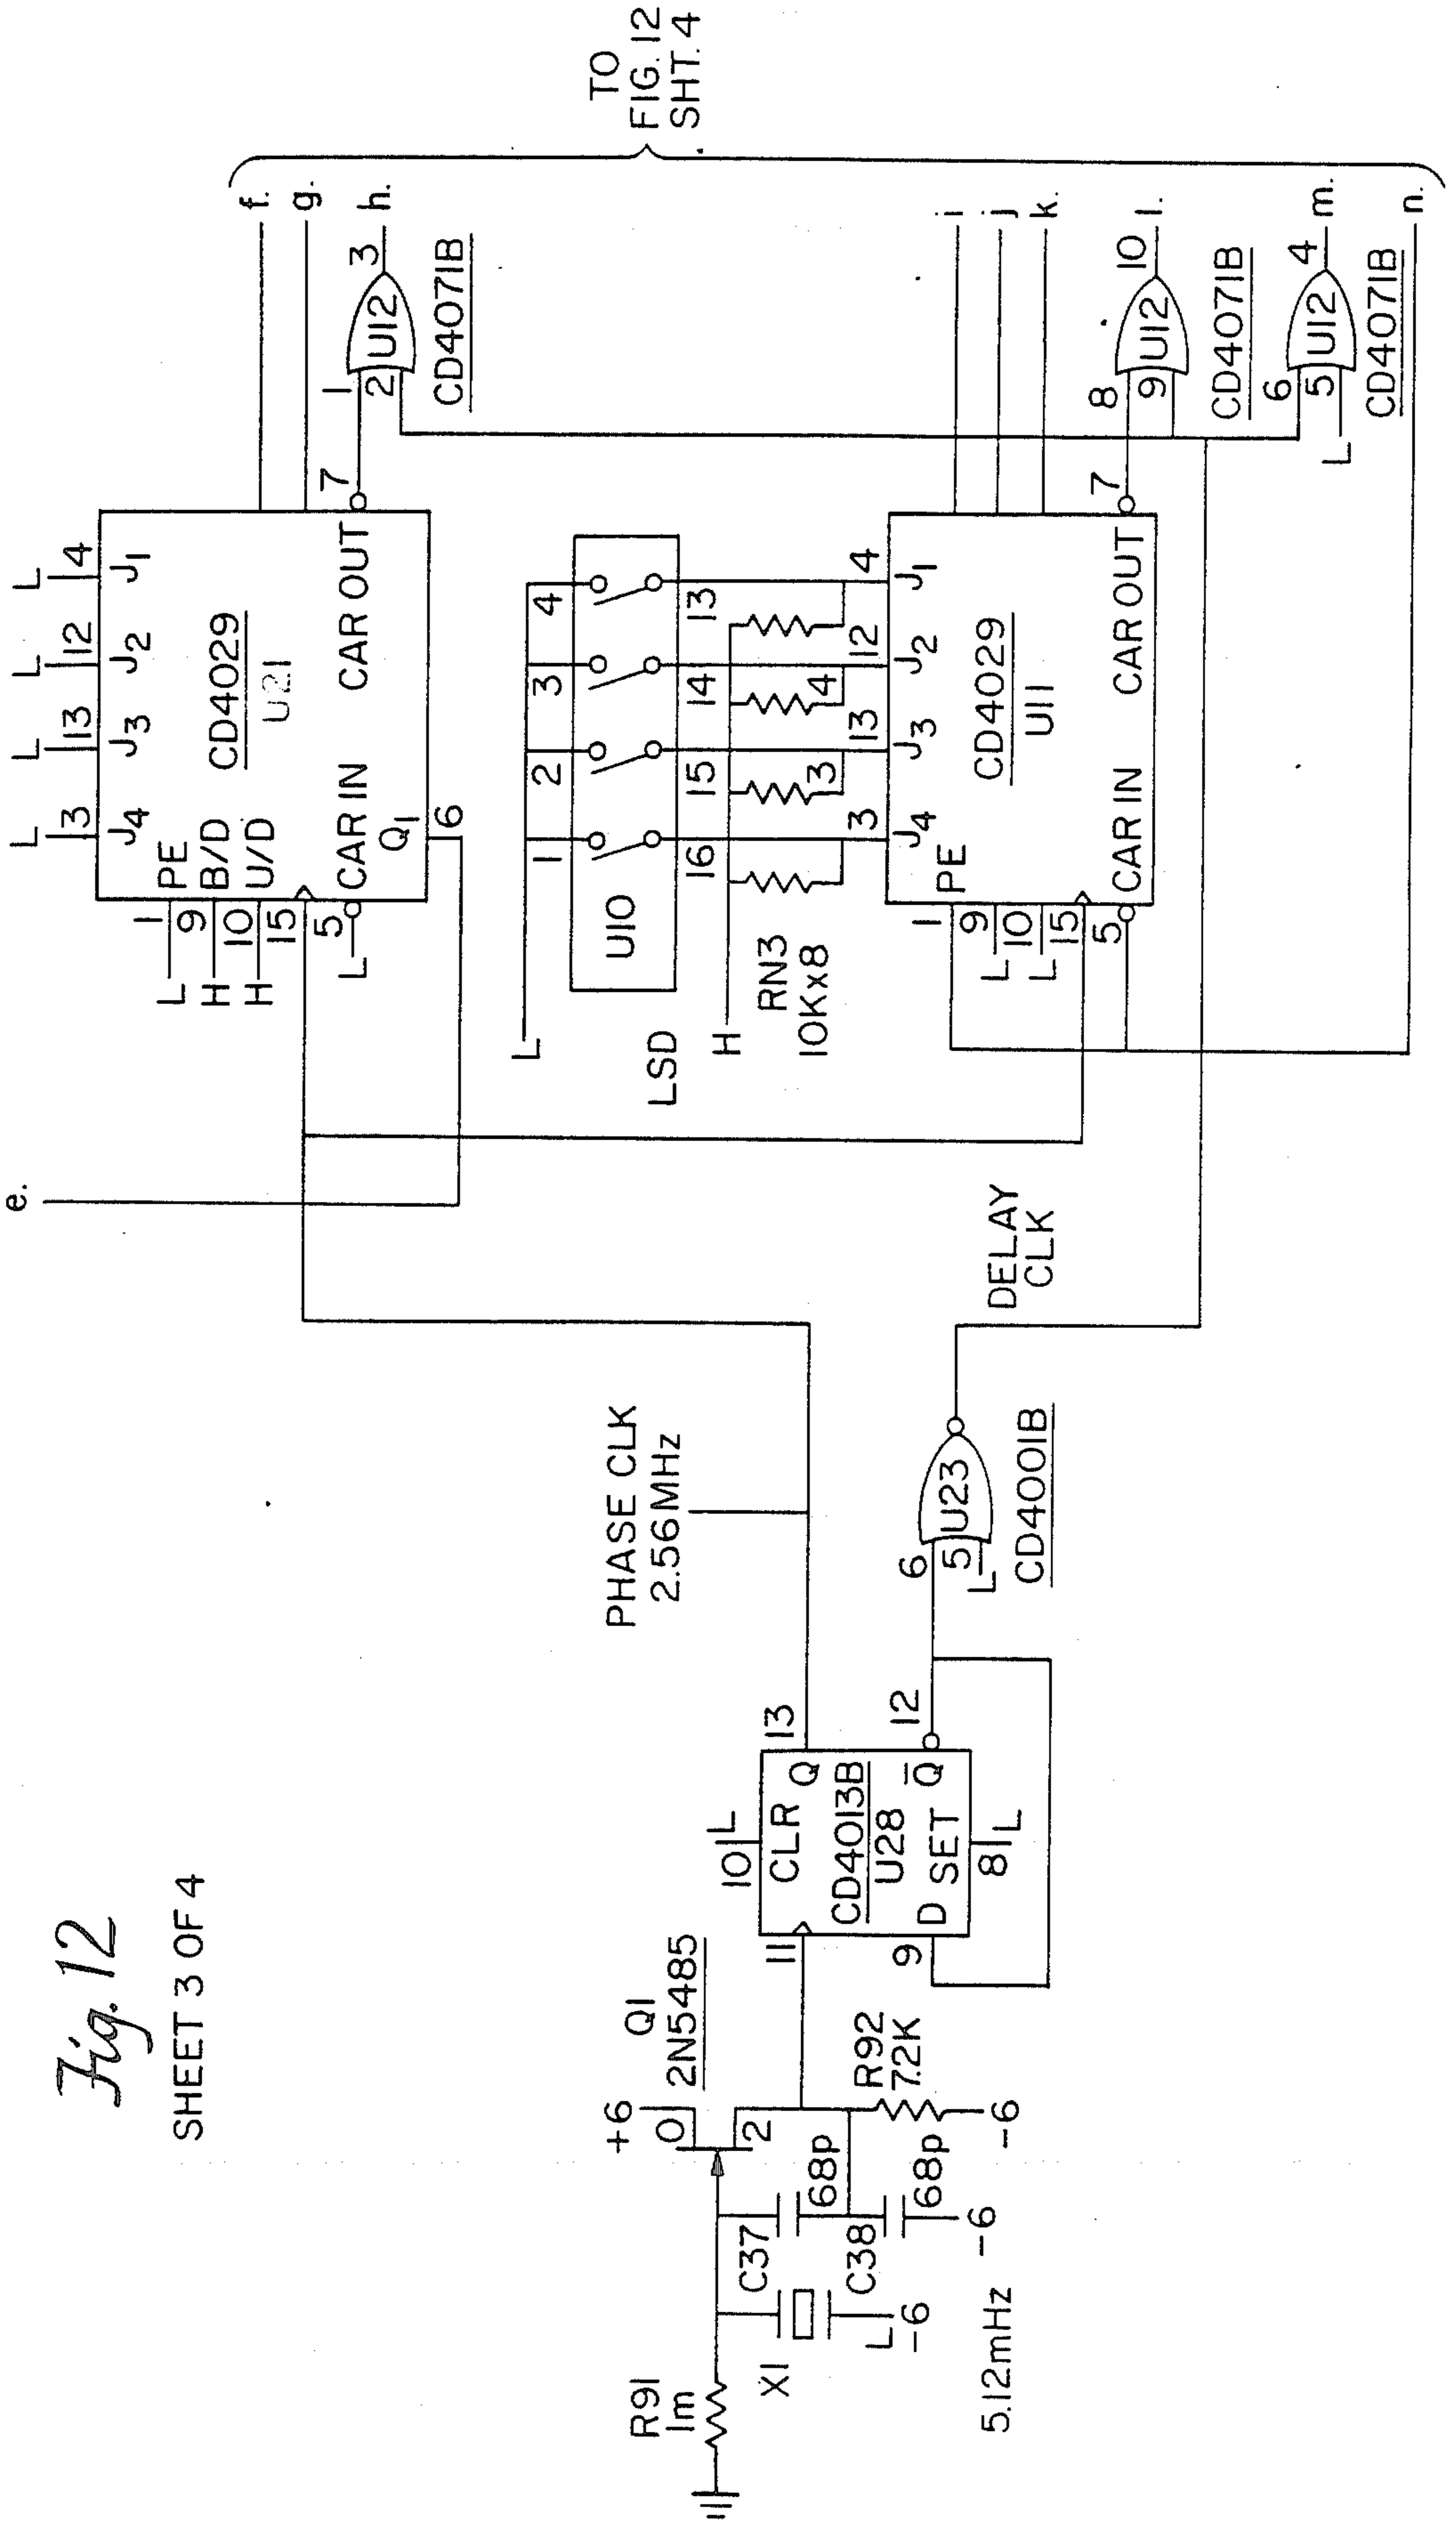 Fig. 12
SHEET 3 OF 4
R91
1m
X1
L
-6
5.12mHz
C37
68p
C38
68p
-6
Q1
2N5485
+6
0
2
R92
7.2K
-6
11
10
L
CLR
Q
13
CD4013B
U28
D
SET
Q̅
12
9
8
L
PHASE CLK
2.56MHz
6
5
L
U23
CD4001B
DELAY
CLK
e.
L
L
L
L
3
13
12
4
J4
J3
J2
J1
L
1
PE
H
9
B/D
H
10
U/D
15
L
5
CAR IN
Q1
6
CD4029
U21
CAR OUT
7
L
1
2
3
4
U10
LSD
16
15
14
13
H
RN3
10Kx8
3
4
3
13
12
4
J4
J3
J2
J1
1
PE
9
L
10
L
15
5
CAR IN
CD4029
U11
CAR OUT
7
f.
g.
1
2
U12
3
h.
CD4071B
i
j
k.
8
9
U12
10
l.
CD4071B
6
5
L
U12
4
m.
CD4071B
n.
TO
FIG. 12
SHT. 4